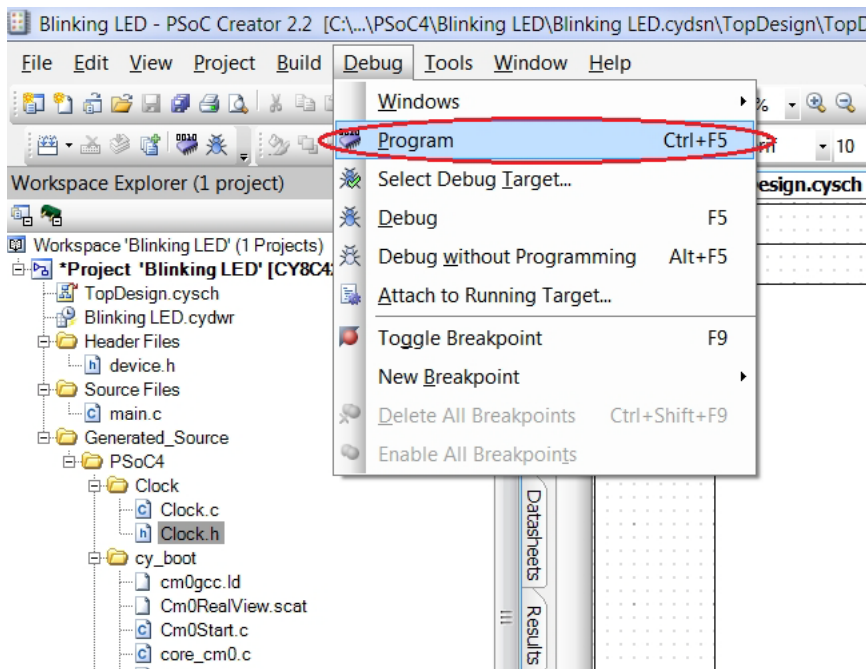 Blinking LED - PSoC Creator 2.2 [C:\...\PSoC4\Blinking LED\Blinking LED.cydsn\TopDesign\TopD
File Edit View Project Build Debug Tools Window Help
Windows
%
Program Ctrl+F5
10
Workspace Explorer (1 project)
Select Debug Target...
esign.cysch
Debug F5
Workspace 'Blinking LED' (1 Projects)
Debug without Programming Alt+F5
*Project 'Blinking LED' [CY8C4
TopDesign.cysch
Attach to Running Target...
Blinking LED.cydwr
Header Files
Toggle Breakpoint F9
device.h
New Breakpoint
Source Files
main.c
Delete All Breakpoints Ctrl+Shift+F9
Generated_Source
Enable All Breakpoints
PSoC4
Clock
Clock.c
Clock.h
cy_boot
cm0gcc.ld
Cm0RealView.scat
Cm0Start.c
core_cm0.c
Datasheets
Results